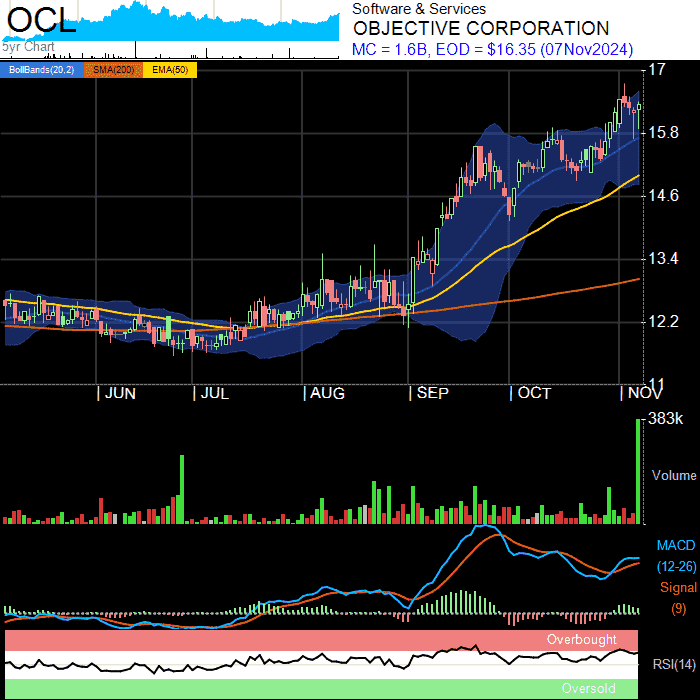 OCL
5yr Chart
Software & Services
OBJECTIVE CORPORATION
MC = 1.6B, EOD = $16.35 (07Nov2024)
BollBands(20,2) SMA(200) EMA(50)
17
15.8
14.6
13.4
12.2
11
JUN JUL AUG SEP OCT NOV
383k
Volume
MACD
(12-26)
Signal
(9)
Overbought
RSI(14)
Oversold